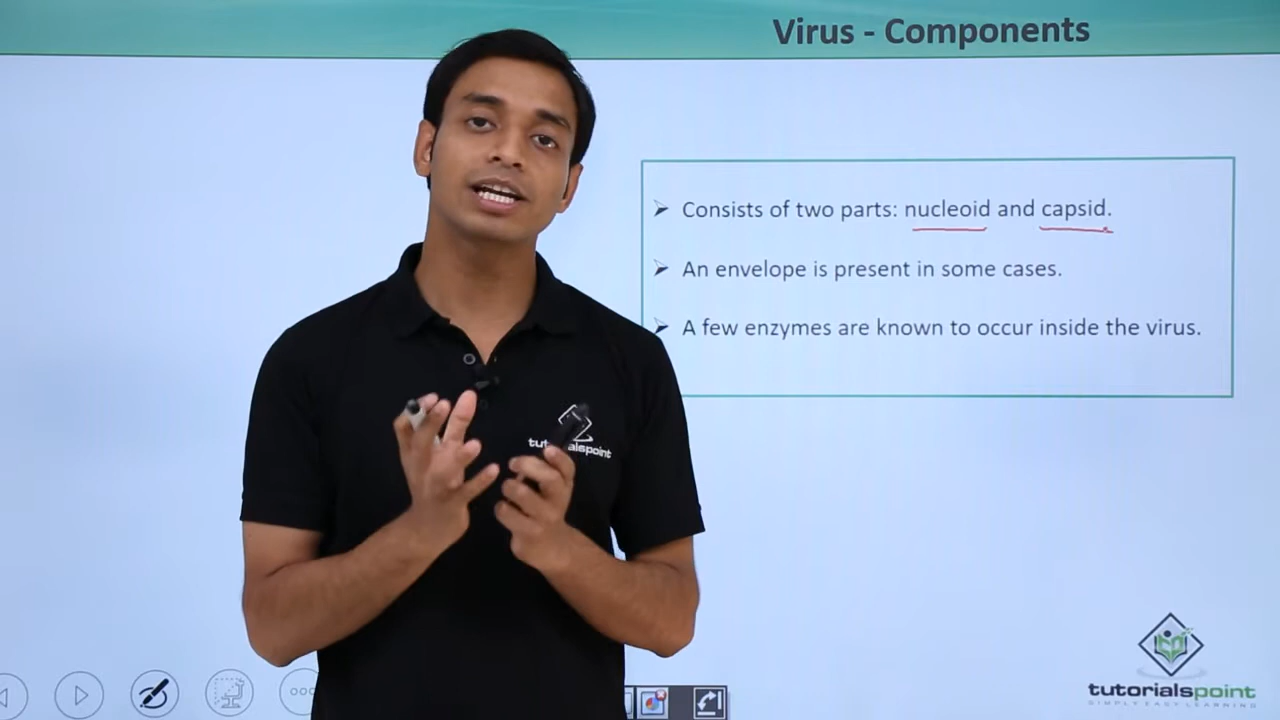 Virus - Components
Consists of two parts: nucleoid and capsid.
An envelope is present in some cases.
A few enzymes are known to occur inside the virus.
tutorialspoint
tutorialspoint
SIMPLY EASY LEARNING